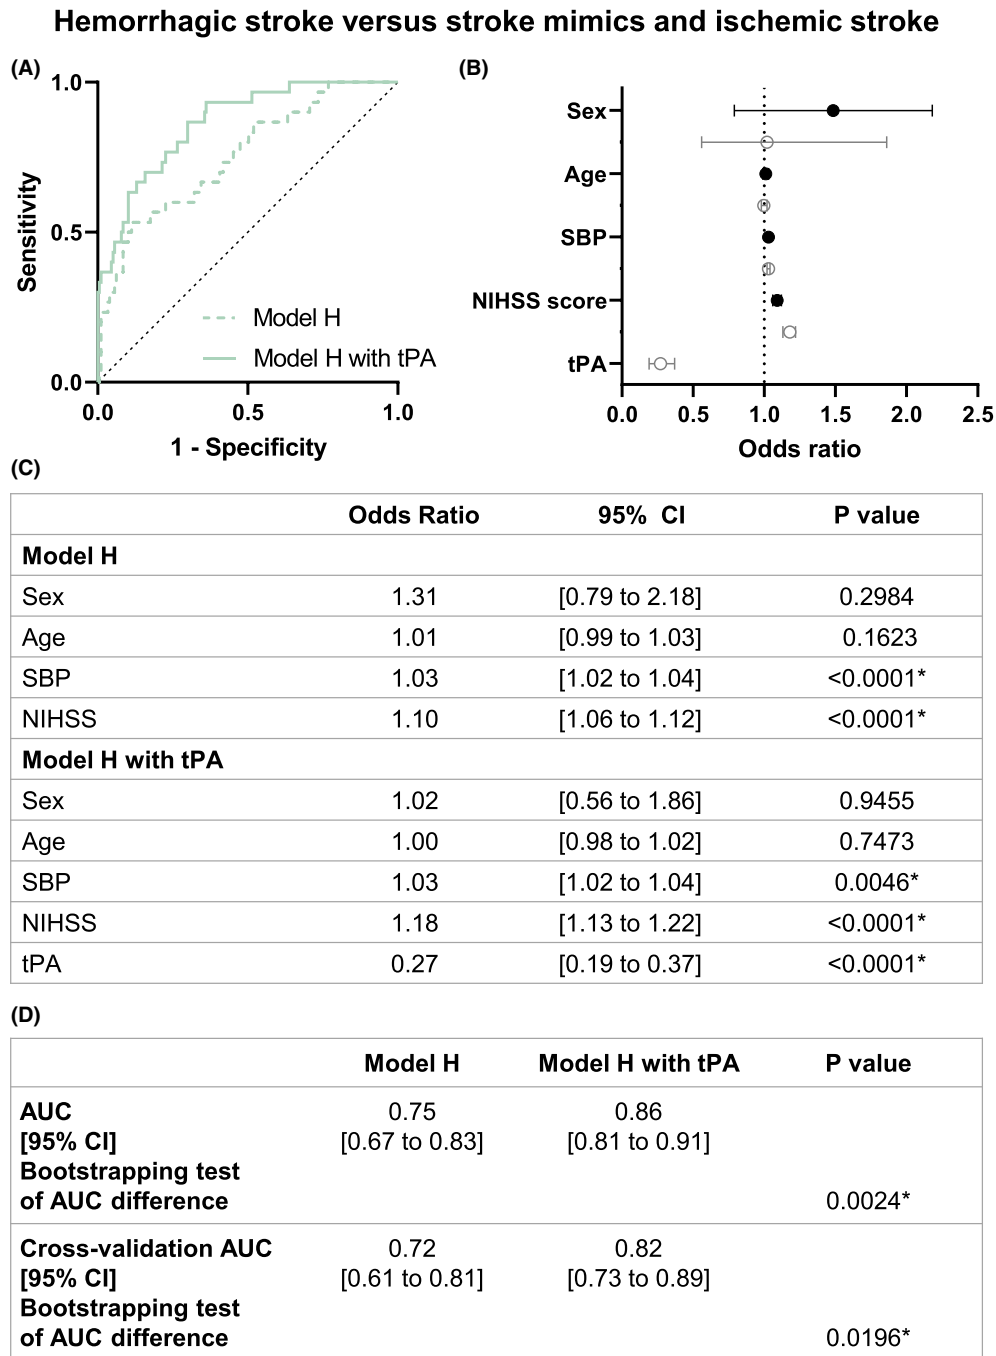 Hemorrhagic stroke versus stroke mimics and ischemic stroke
(A)
1.0
0.5
0.0
Sensitivity
Model H
Model H with tPA
0.0 0.5 1.0
1 - Specificity
(B)
Sex
Age
SBP
NIHSS score
tPA
0.0 0.5 1.0 1.5 2.0 2.5
Odds ratio
(C)
Odds Ratio 95% CI P value
Model H
Sex 1.31 [0.79 to 2.18] 0.2984
Age 1.01 [0.99 to 1.03] 0.1623
SBP 1.03 [1.02 to 1.04] <0.0001*
NIHSS 1.10 [1.06 to 1.12] <0.0001*
Model H with tPA
Sex 1.02 [0.56 to 1.86] 0.9455
Age 1.00 [0.98 to 1.02] 0.7473
SBP 1.03 [1.02 to 1.04] 0.0046*
NIHSS 1.18 [1.13 to 1.22] <0.0001*
tPA 0.27 [0.19 to 0.37] <0.0001*
(D)
Model H Model H with tPA P value
AUC 0.75 0.86
[95% CI] [0.67 to 0.83] [0.81 to 0.91]
Bootstrapping test
of AUC difference 0.0024*
Cross-validation AUC 0.72 0.82
[95% CI] [0.61 to 0.81] [0.73 to 0.89]
Bootstrapping test
of AUC difference 0.0196*